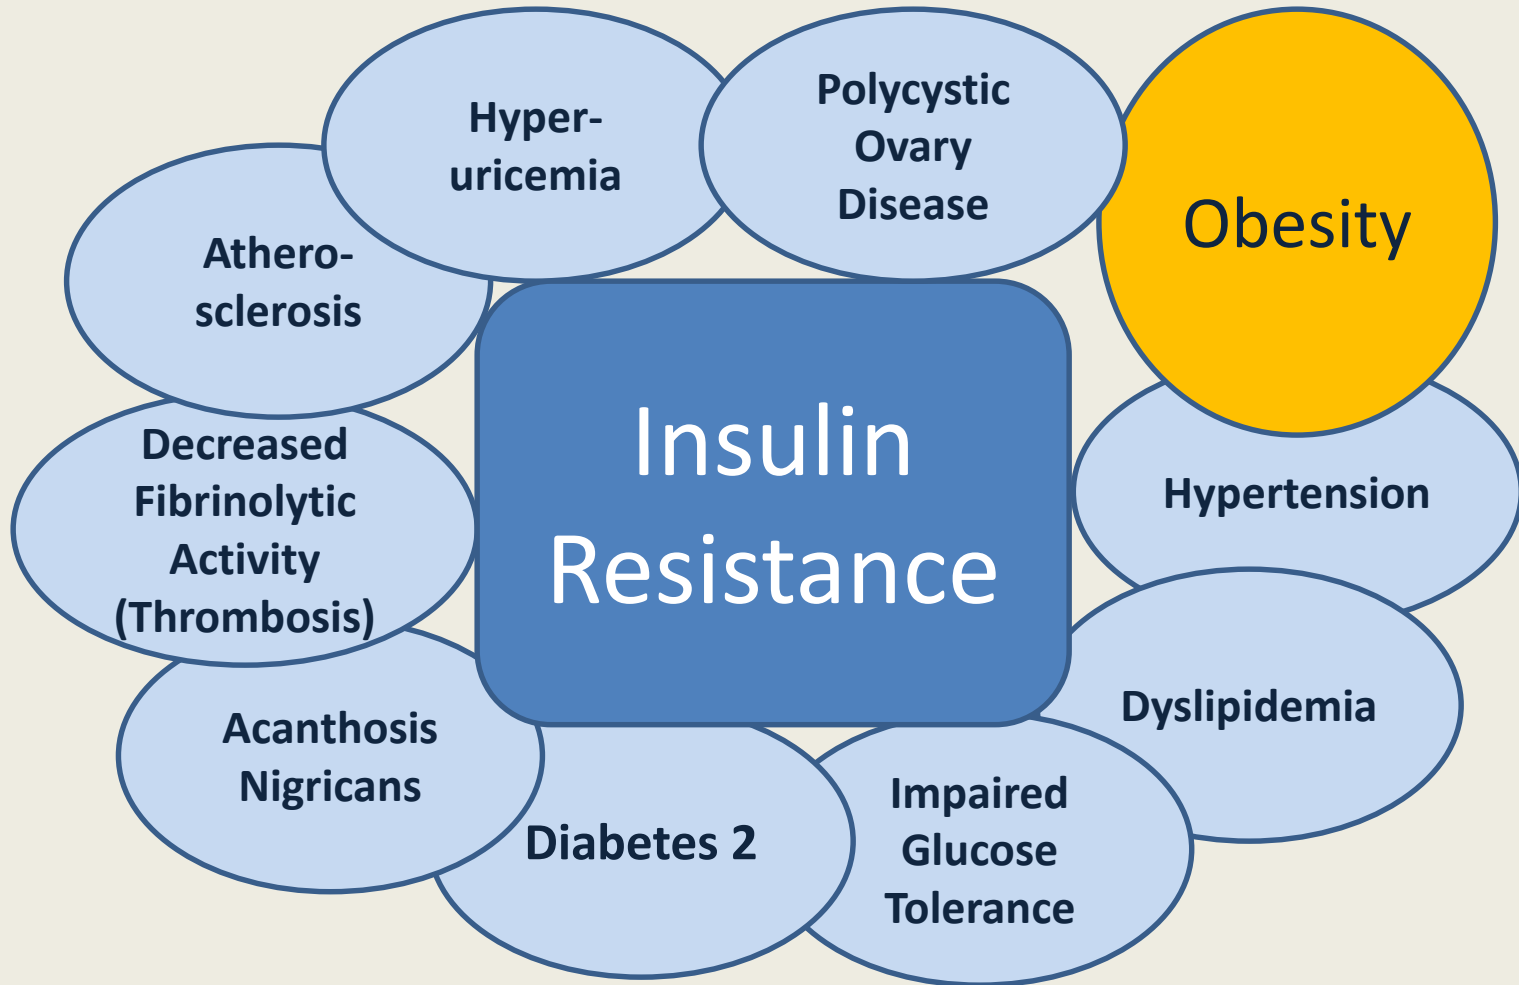 Hyper-
uricemia
Polycystic
Ovary
Disease
Obesity
Athero-
sclerosis
Insulin
Resistance
Decreased
Fibrinolytic
Activity
(Thrombosis)
Hypertension
Acanthosis
Nigricans
Diabetes 2
Impaired
Glucose
Tolerance
Dyslipidemia